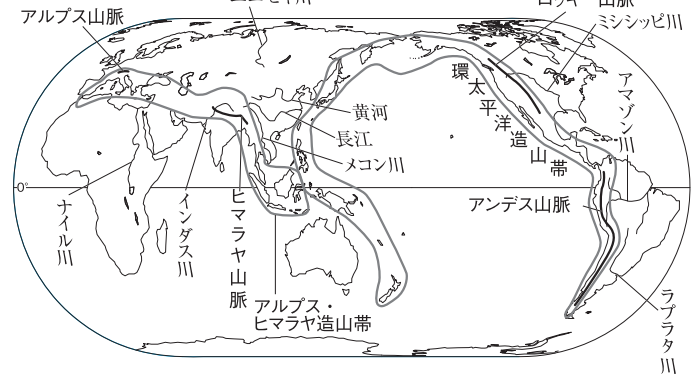 アルプス山脈
山脈
ミシシッピ川
環太平洋造山帯
アマゾン川
黄河
長江
メコン川
0°
アンデス山脈
ナイル川
インダス川
ヒマラヤ山脈
アルプス・
ヒマラヤ造山帯
ラプラタ川